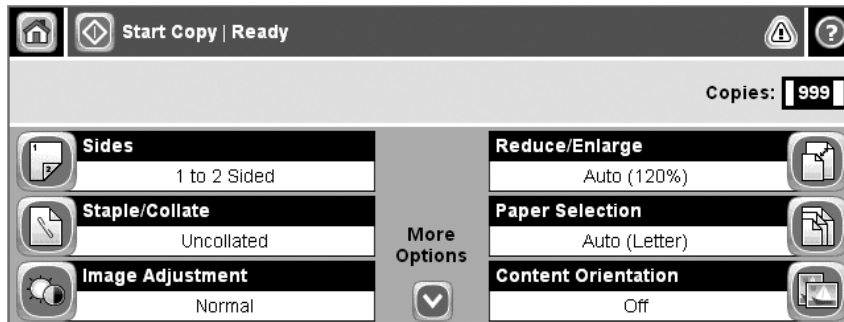 Start Copy | Ready
Copies: 999
Sides
1 to 2 Sided
Staple/Collate
Uncollated
Image Adjustment
Normal
More
Options
Reduce/Enlarge
Auto (120%)
Paper Selection
Auto (Letter)
Content Orientation
Off